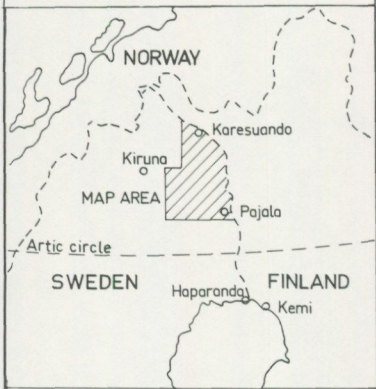 NORWAY
Karesuando
Kiruna
MAP AREA
Pajala
Artic circle
SWEDEN
FINLAND
Haparanda
Kemi